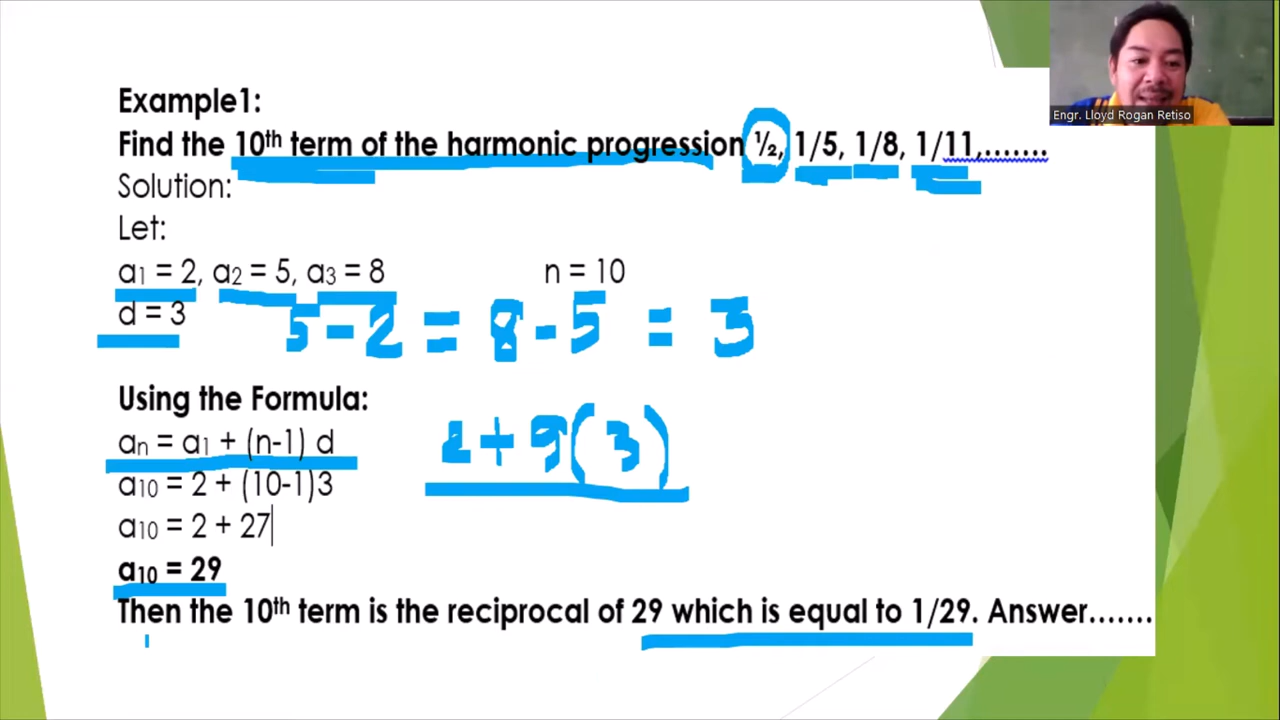 Engr. Lloyd Rogan Retiso
Example1:
Find the 10th term of the harmonic progression ½, 1/5, 1/8, 1/11,.......
Solution:
Let:
a1 = 2, a2 = 5, a3 = 8 n = 10
d = 3
5 - 2 = 8 - 5 = 3
Using the Formula:
an = a1 + (n-1) d
2 + 9(3)
a10 = 2 + (10-1)3
a10 = 2 + 27
a10 = 29
Then the 10th term is the reciprocal of 29 which is equal to 1/29. Answer.......